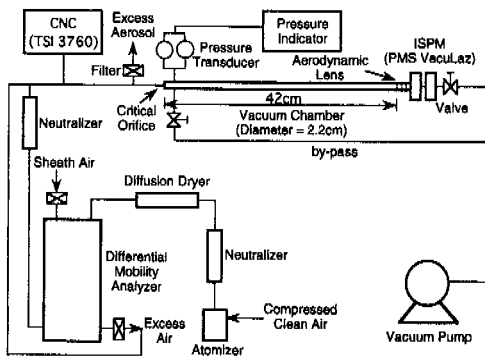 CNC
(TSI 3760)
Excess
Aerosol
Filter
Pressure
Transducer
Pressure
Indicator
Aerodynamic
Lens
ISPM
(PMS VacuLaz)
Valve
Neutralizer
Critical
Orifice
42cm
Vacuum Chamber
(Diameter = 2.2cm)
by-pass
Sheath Air
Diffusion Dryer
Differential
Mobility
Analyzer
Neutralizer
Compressed
Clean Air
Excess
Air
Atomizer
Vacuum Pump